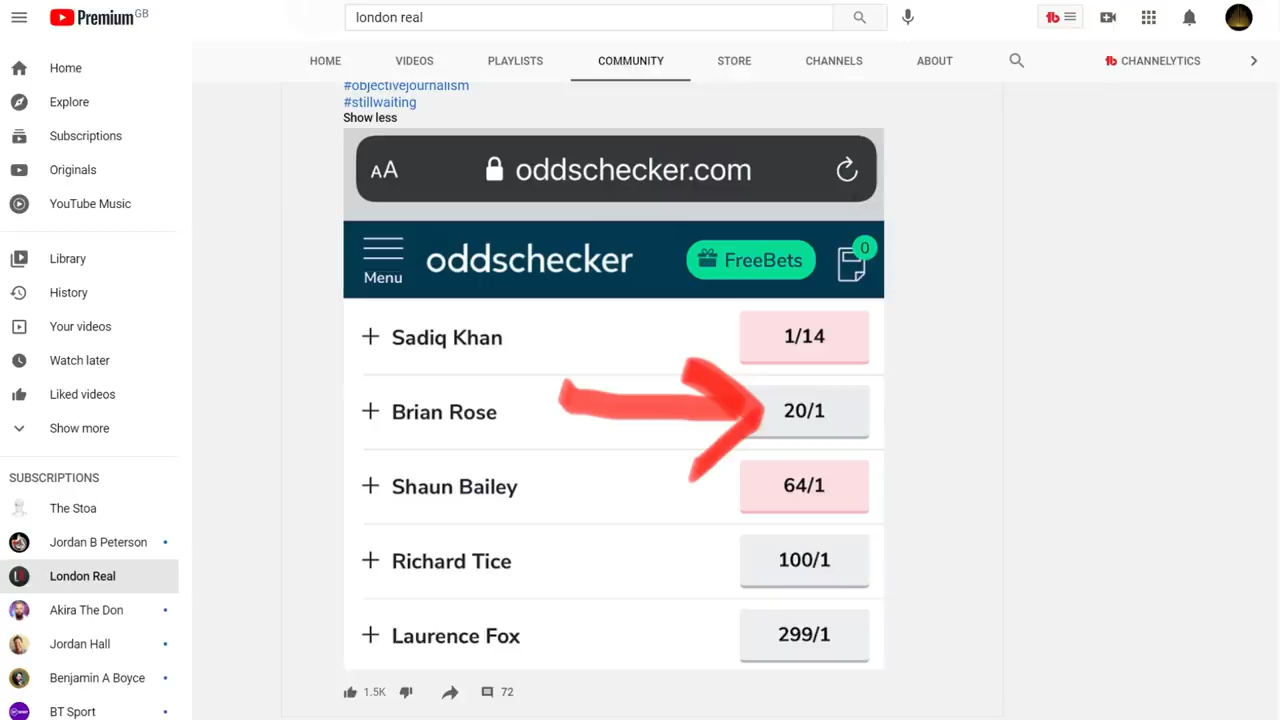 Premium GB
london real
HOME VIDEOS PLAYLISTS COMMUNITY STORE CHANNELS ABOUT tb CHANNELYTICS
Home
Explore
Subscriptions
Originals
YouTube Music
Library
History
Your videos
Watch later
Liked videos
Show more
SUBSCRIPTIONS
The Stoa
Jordan B Peterson
London Real
Akira The Don
Jordan Hall
Benjamin A Boyce
BT Sport
#objectivejournalism
#stillwaiting
Show less
AA oddschecker.com
Menu oddschecker FreeBets 0
Sadiq Khan 1/14
Brian Rose 20/1
Shaun Bailey 64/1
Richard Tice 100/1
Laurence Fox 299/1
1.5K 72